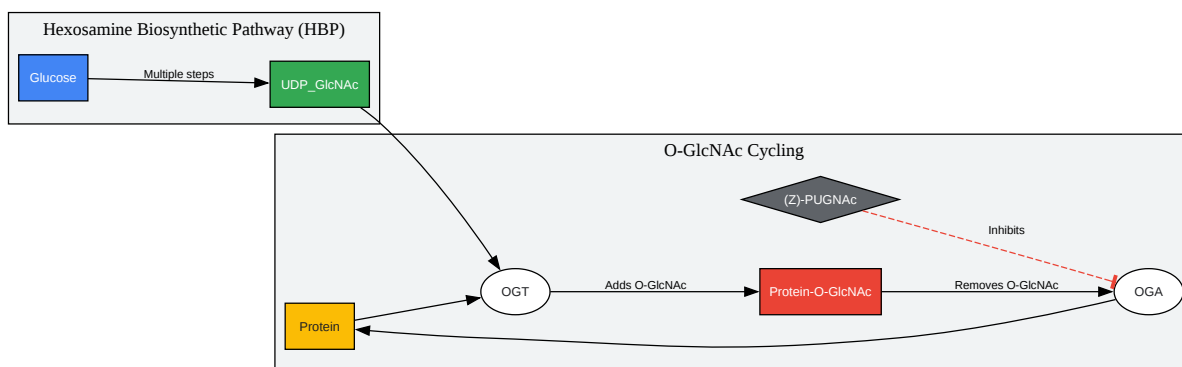 Hexosamine Biosynthetic Pathway (HBP)
Glucose
Multiple steps
UDP_GlcNAc
O-GlcNAc Cycling
(Z)-PUGNAc
Inhibits
OGT
Adds O-GlcNAc
Protein-O-GlcNAc
Removes O-GlcNAc
OGA
Protein